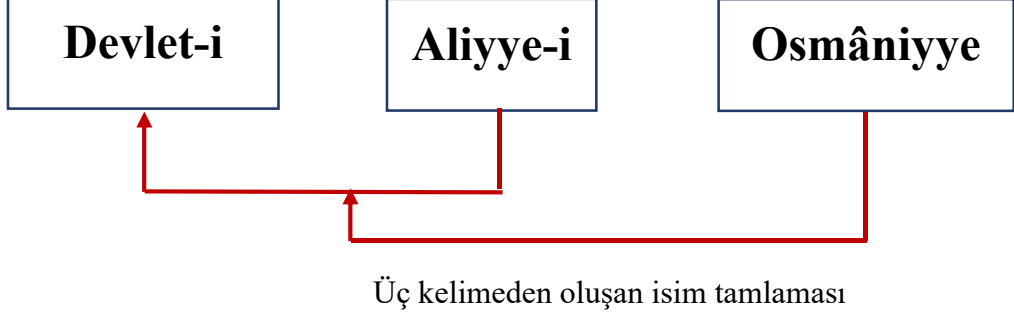 Devlet-i Aliyye-i Osmâniyye
Üç kelimeden oluşan isim tamlaması